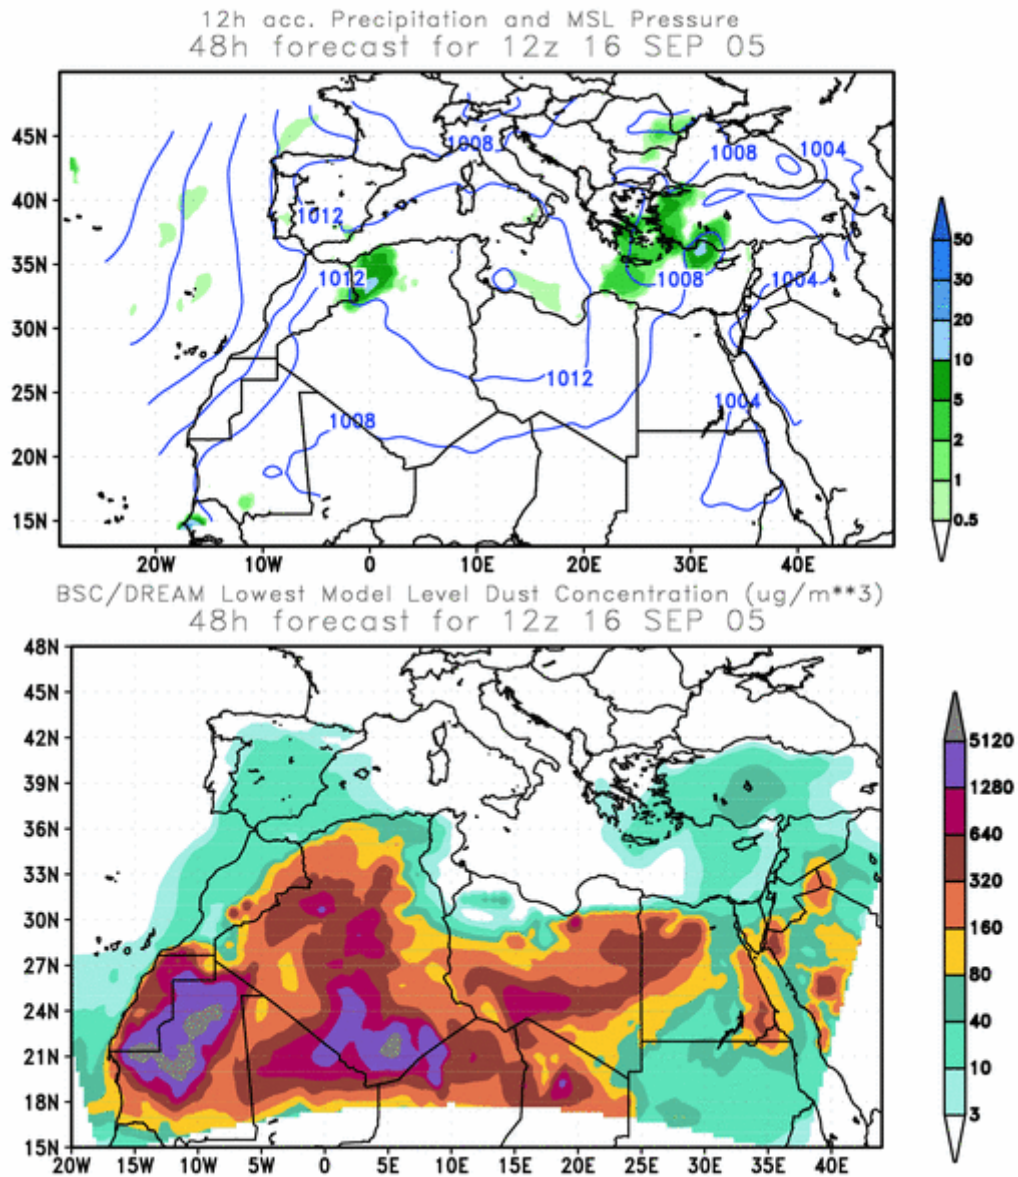 12h acc. Precipitation and MSL Pressure
48h forecast for 12z 16 SEP 05
45N
40N
35N
30N
25N
20N
15N
1008
1008
1004
1012
1012
1008
1004
1012
1004
1008
50
30
20
10
5
2
1
0.5
20W 10W 0 10E 20E 30E 40E
BSC/DREAM Lowest Model Level Dust Concentration (ug/m**3)
48h forecast for 12z 16 SEP 05
48N
45N
42N
39N
36N
33N
30N
27N
24N
21N
18N
15N
5120
1280
640
320
160
80
40
10
3
20W 15W 10W 5W 0 5E 10E 15E 20E 25E 30E 35E 40E